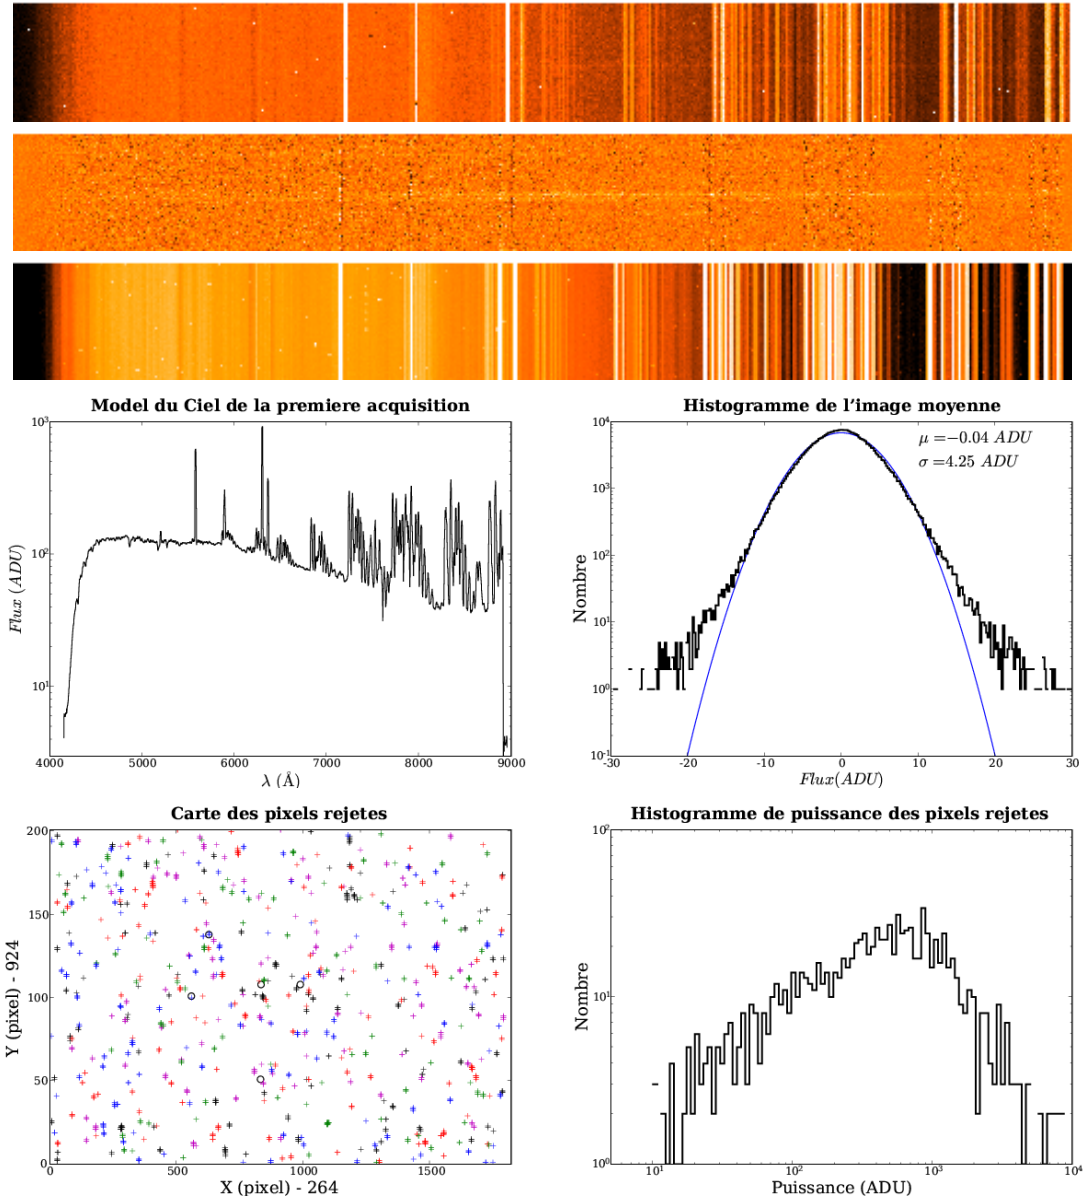 Model du Ciel de la premiere acquisition
Flux (ADU)
10³
10²
10¹
4000 5000 6000 7000 8000 9000
λ (Å)
Histogramme de l'image moyenne
μ =−0.04 ADU
σ =4.25 ADU
Nombre
10⁴
10³
10²
10¹
10⁰
10⁻¹
-30 -20 -10 0 10 20 30
Flux(ADU)
Carte des pixels rejetes
Y (pixel) - 924
200
150
100
50
0
0 500 1000 1500
X (pixel) - 264
Histogramme de puissance des pixels rejetes
Nombre
10²
10¹
10⁰
10¹ 10² 10³ 10⁴
Puissance (ADU)